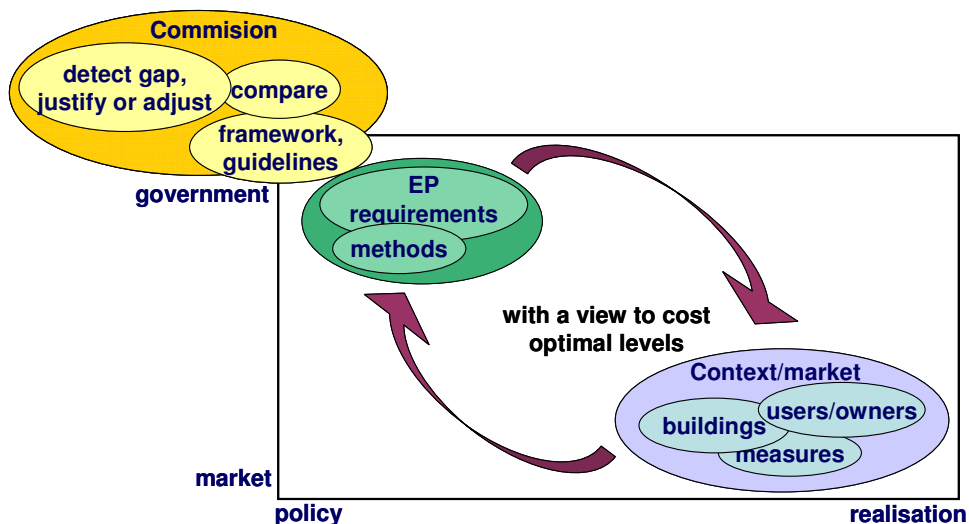 Commision
detect gap,
justify or adjust
compare
framework,
guidelines
government
EP
requirements
methods
with a view to cost
optimal levels
Context/market
users/owners
buildings
measures
market
policy
realisation